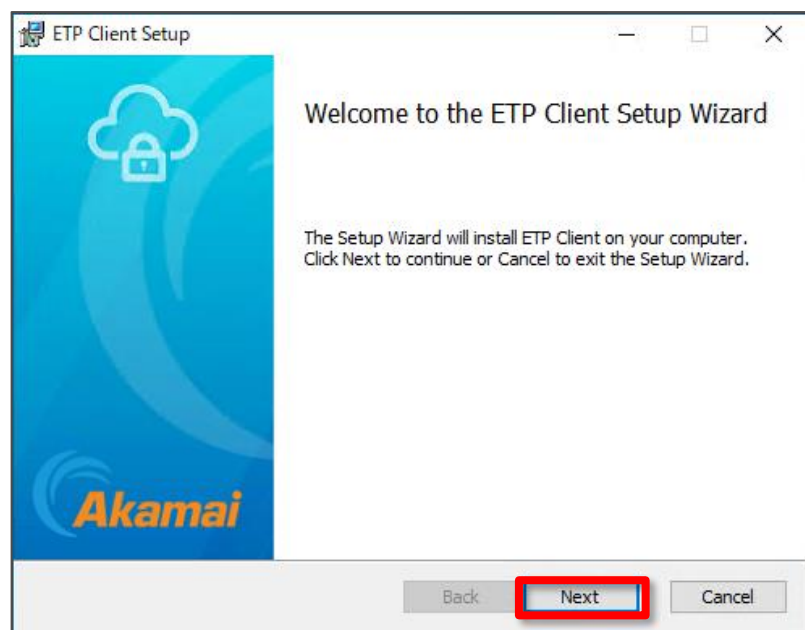 ETP Client Setup
Welcome to the ETP Client Setup Wizard
The Setup Wizard will install ETP Client on your computer.
Click Next to continue or Cancel to exit the Setup Wizard.
Akamai
Back Next Cancel